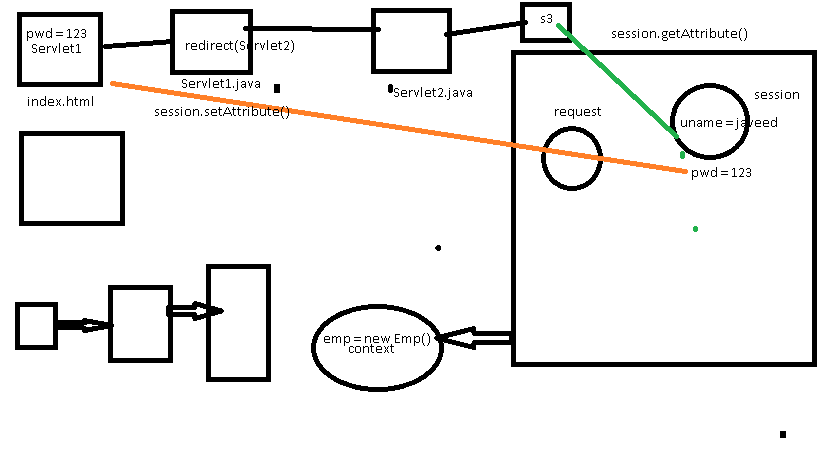 pwd = 123
Servlet1
index.html
redirect(Servlet2)
Servlet1.java
session.setAttribute()
Servlet2.java
s3
session.getAttribute()
request
session
uname = javeed
pwd = 123
emp = new Emp()
context